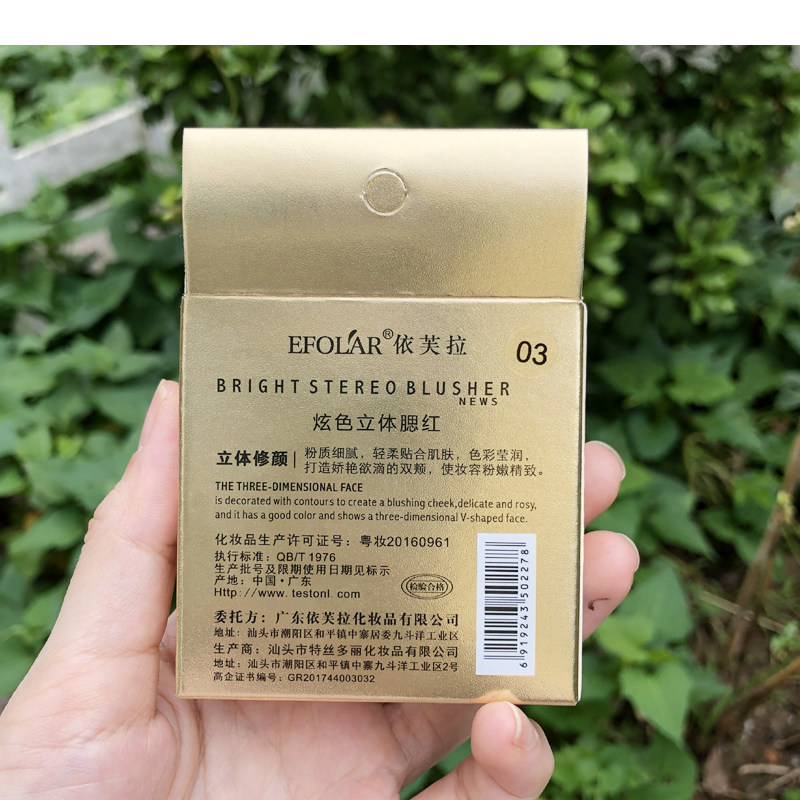 EFOLAR®依芙拉
03
BRIGHT STEREO BLUSHER
NEWS
炫色立体腮红
立体修颜
粉质细腻，轻柔贴合肌肤，色彩莹润，
打造娇艳欲滴的双颊，使妆容粉嫩精致。
THE THREE-DIMENSIONAL FACE
is decorated with contours to create a blushing cheek,delicate and rosy,
and it has a good color and shows a three-dimensional V-shaped face.
化妆品生产许可证号：粤妆20160961
执行标准：QB/T 1976
生产批号及限期使用日期见标示
产地：中国·广东
Http://www. testonl. com
检验合格
委托方：广东依芙拉化妆品有限公司
地址：汕头市潮阳区和平镇中寨居委九斗洋工业区
生产商：汕头市特丝多丽化妆品有限公司
地址：汕头市潮阳区和平镇中寨九斗洋工业区2号
高企证书编号：GR201744003032
6 919243 502278